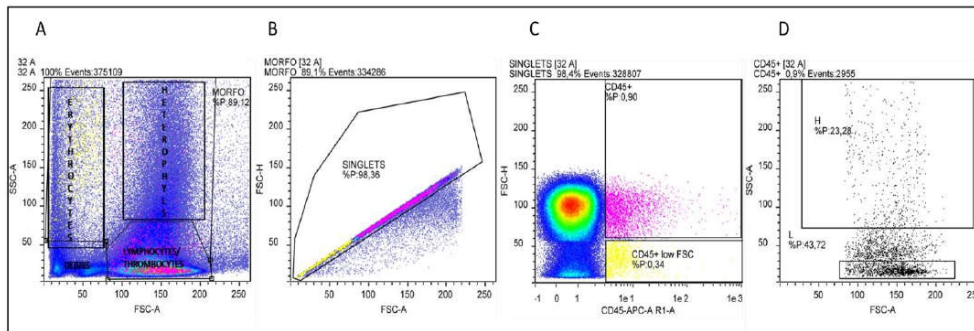 A
B
C
D
32 A
32 A 100% Events:375109
SSC-A
250
200
150
100
50
ERYTHROCYTES
HETEROPHYLS
MORFO
%P:89,12
LYMPHOCYTES/
THROMBOCYTES
DEBRIS
50 100 150 200 250
FSC-A
MORFO [32 A]
MORFO 89,1% Events:334286
FSC-H
250
200
150
100
50
SINGLETS
%P:98,36
50 100 150 200 250
FSC-A
SINGLETS [32 A]
SINGLETS 98,4% Events:328807
CD45+
%P:0,90
FSC-H
250
200
150
100
50
CD45+ low FSC
%P:0,34
-1 0 1 1e1 1e2 1e3
CD45-APC-A R1-A
CD45+ [32 A]
CD45+ 0,9% Events:2955
SSC-A
250
200
150
100
50
H
%P:23,28
L
%P:43,72
50 100 150 200 250
FSC-A